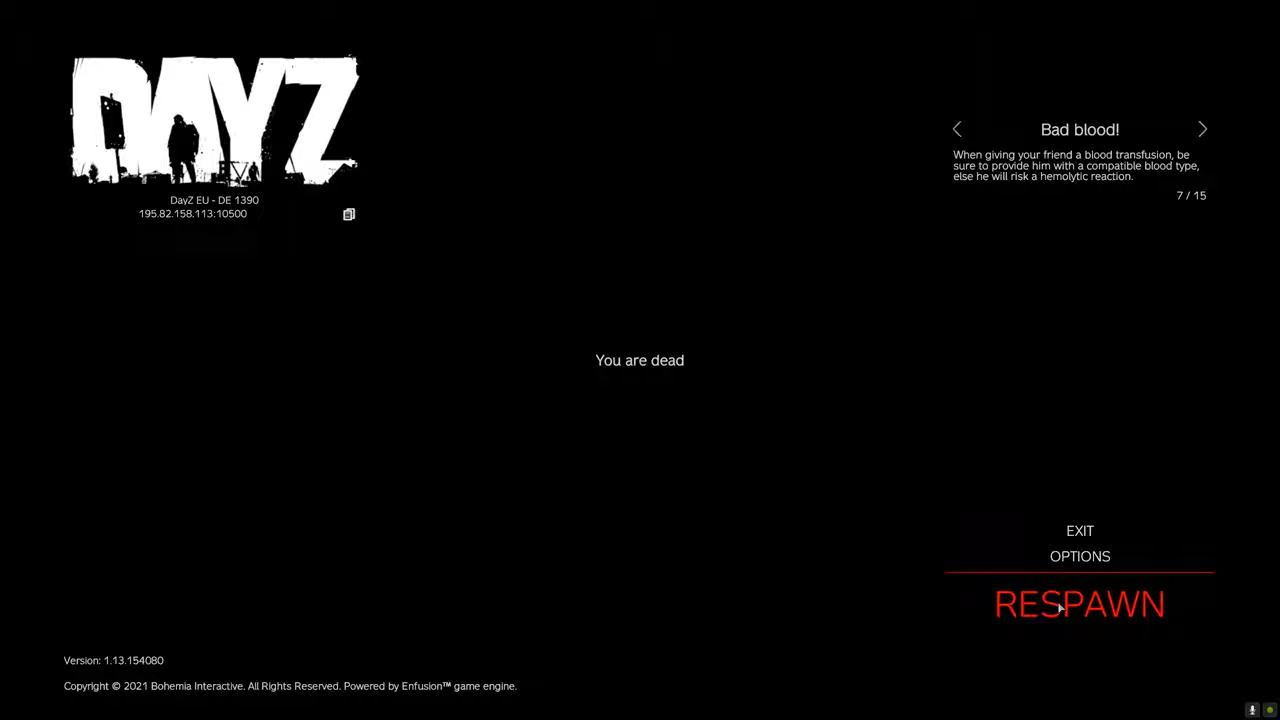 DAYZ
DayZ EU - DE 1390
195.82.158.113:10500
Bad blood!
When giving your friend a blood transfusion, be
sure to provide him with a compatible blood type,
else he will risk a hemolytic reaction.
7 / 15
You are dead
EXIT
OPTIONS
RESPAWN
Version: 1.13.154080
Copyright © 2021 Bohemia Interactive. All Rights Reserved. Powered by Enfusion™ game engine.